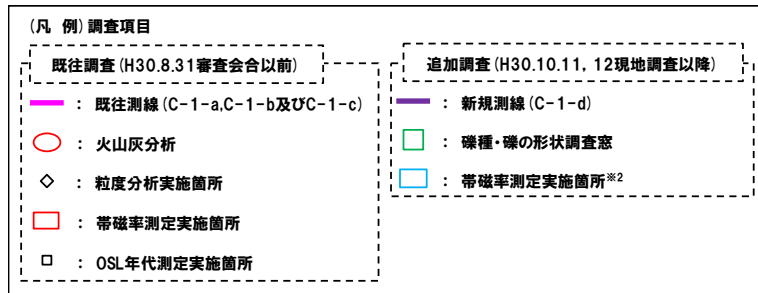 (凡 例)調査項目
既往調査(H30.8.31審査会合以前)
： 既往測線(C-1-a,C-1-b及びC-1-c)
： 火山灰分析
： 粒度分析実施箇所
： 帯磁率測定実施箇所
： OSL年代測定実施箇所
追加調査(H30.10.11, 12現地調査以降)
： 新規測線(C-1-d)
： 礫種・礫の形状調査窓
： 帯磁率測定実施箇所※2